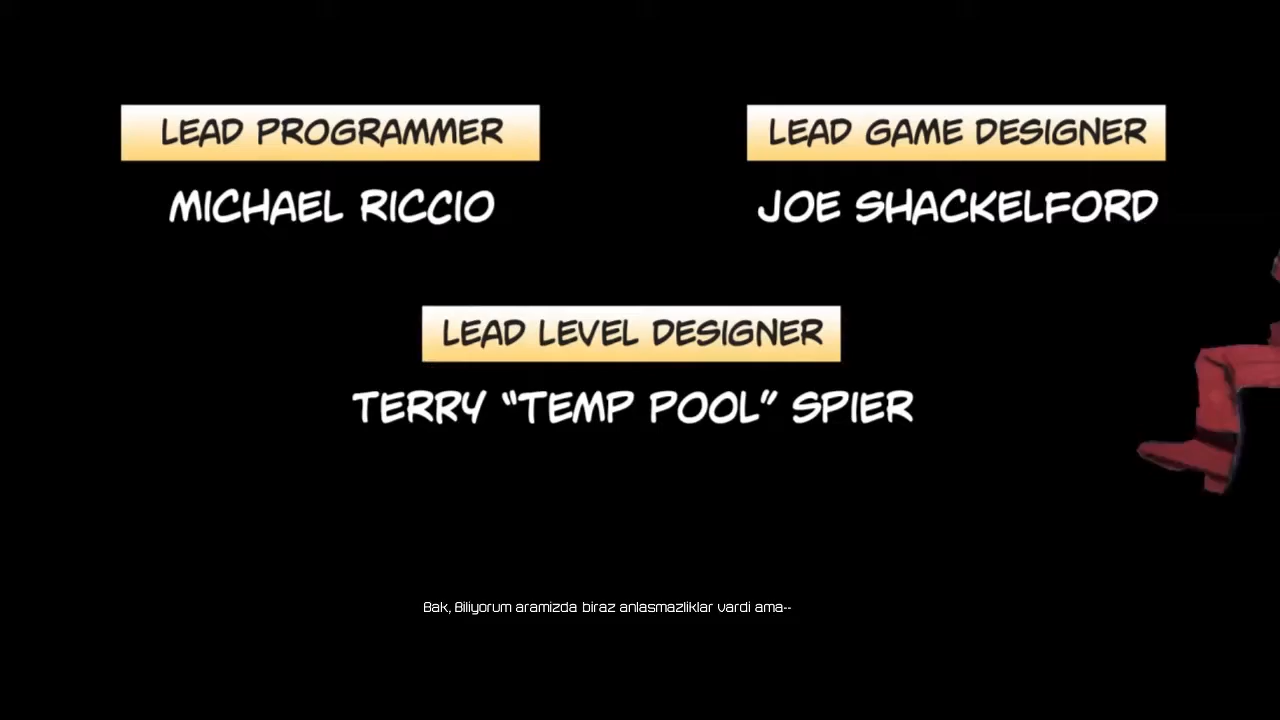 LEAD PROGRAMMER
MICHAEL RICCIO
LEAD GAME DESIGNER
JOE SHACKELFORD
LEAD LEVEL DESIGNER
TERRY “TEMP POOL” SPIER
Bak, Biliyorum aramizda biraz anlasmazliklar vardi ama--